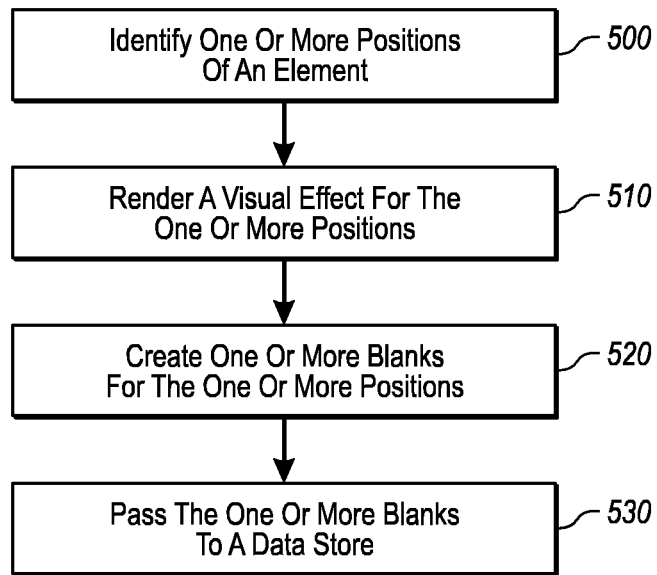 Identify One Or More Positions
Of An Element
500
Render A Visual Effect For The
One Or More Positions
510
Create One Or More Blanks
For The One Or More Positions
520
Pass The One Or More Blanks
To A Data Store
530